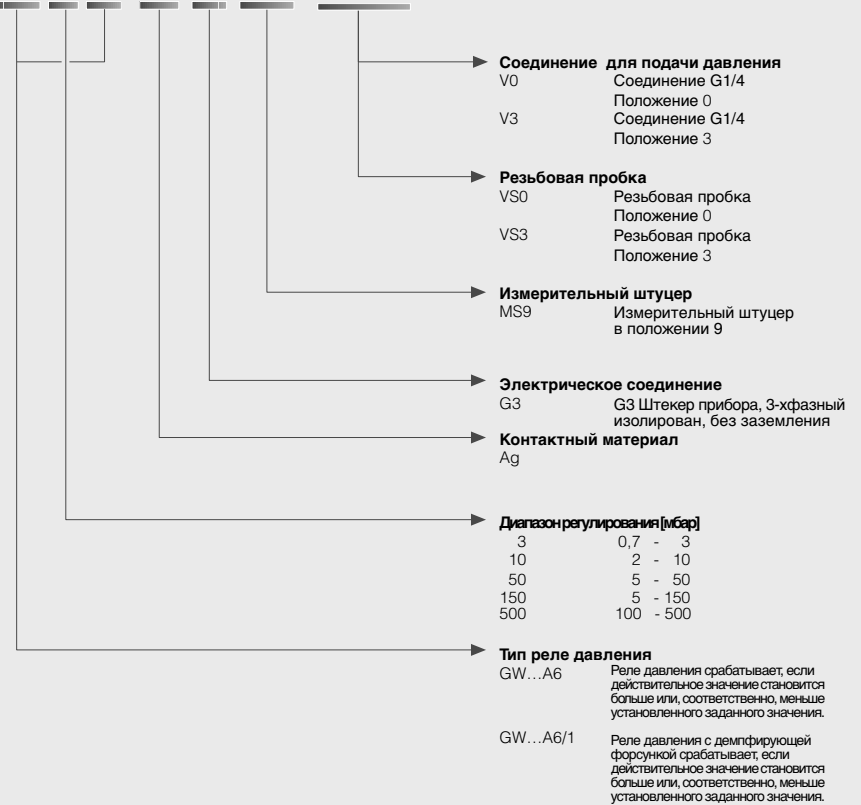 Соединение для подачи давления
V0 Соединение G1/4
Положение 0
V3 Соединение G1/4
Положение 3
Резьбовая пробка
VS0 Резьбовая пробка
Положение 0
VS3 Резьбовая пробка
Положение 3
Измерительный штуцер
MS9 Измерительный штуцер
в положении 9
Электрическое соединение
G3 G3 Штекер прибора, 3-хфазный
изолирован, без заземления
Контактный материал
Ag
Диапазон регулирования [мбар]
3 0,7 - 3
10 2 - 10
50 5 - 50
150 5 - 150
500 100 - 500
Тип реле давления
GW…A6 Реле давления срабатывает, если
действительное значение становится
больше или, соответственно, меньше
установленного заданного значения.
GW…A6/1 Реле давления с демпфирующей
форсункой срабатывает, если
действительное значение становится
больше или, соответственно, меньше
установленного заданного значения.